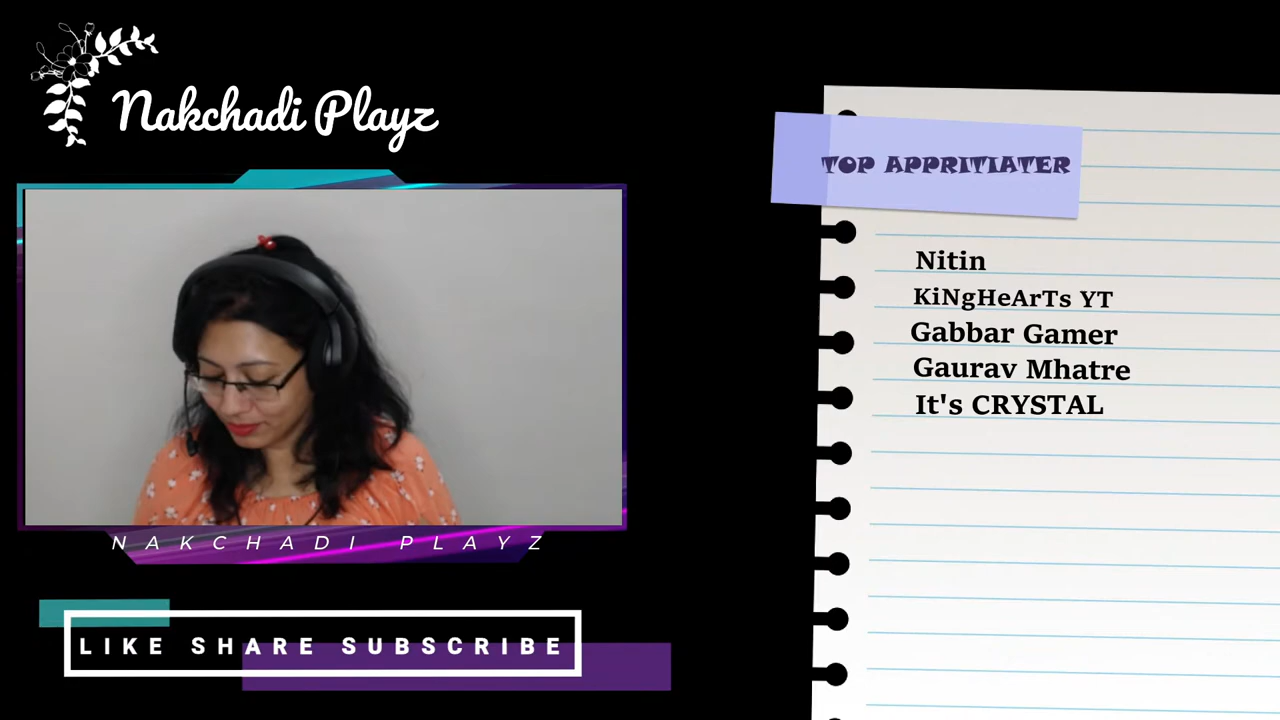 Nakchadi Playz
NAKCHADI PLAYZ
LIKE SHARE SUBSCRIBE
TOP APPRITIATER
Nitin
KiNgHeArTs YT
Gabbar Gamer
Gaurav Mhatre
It's CRYSTAL